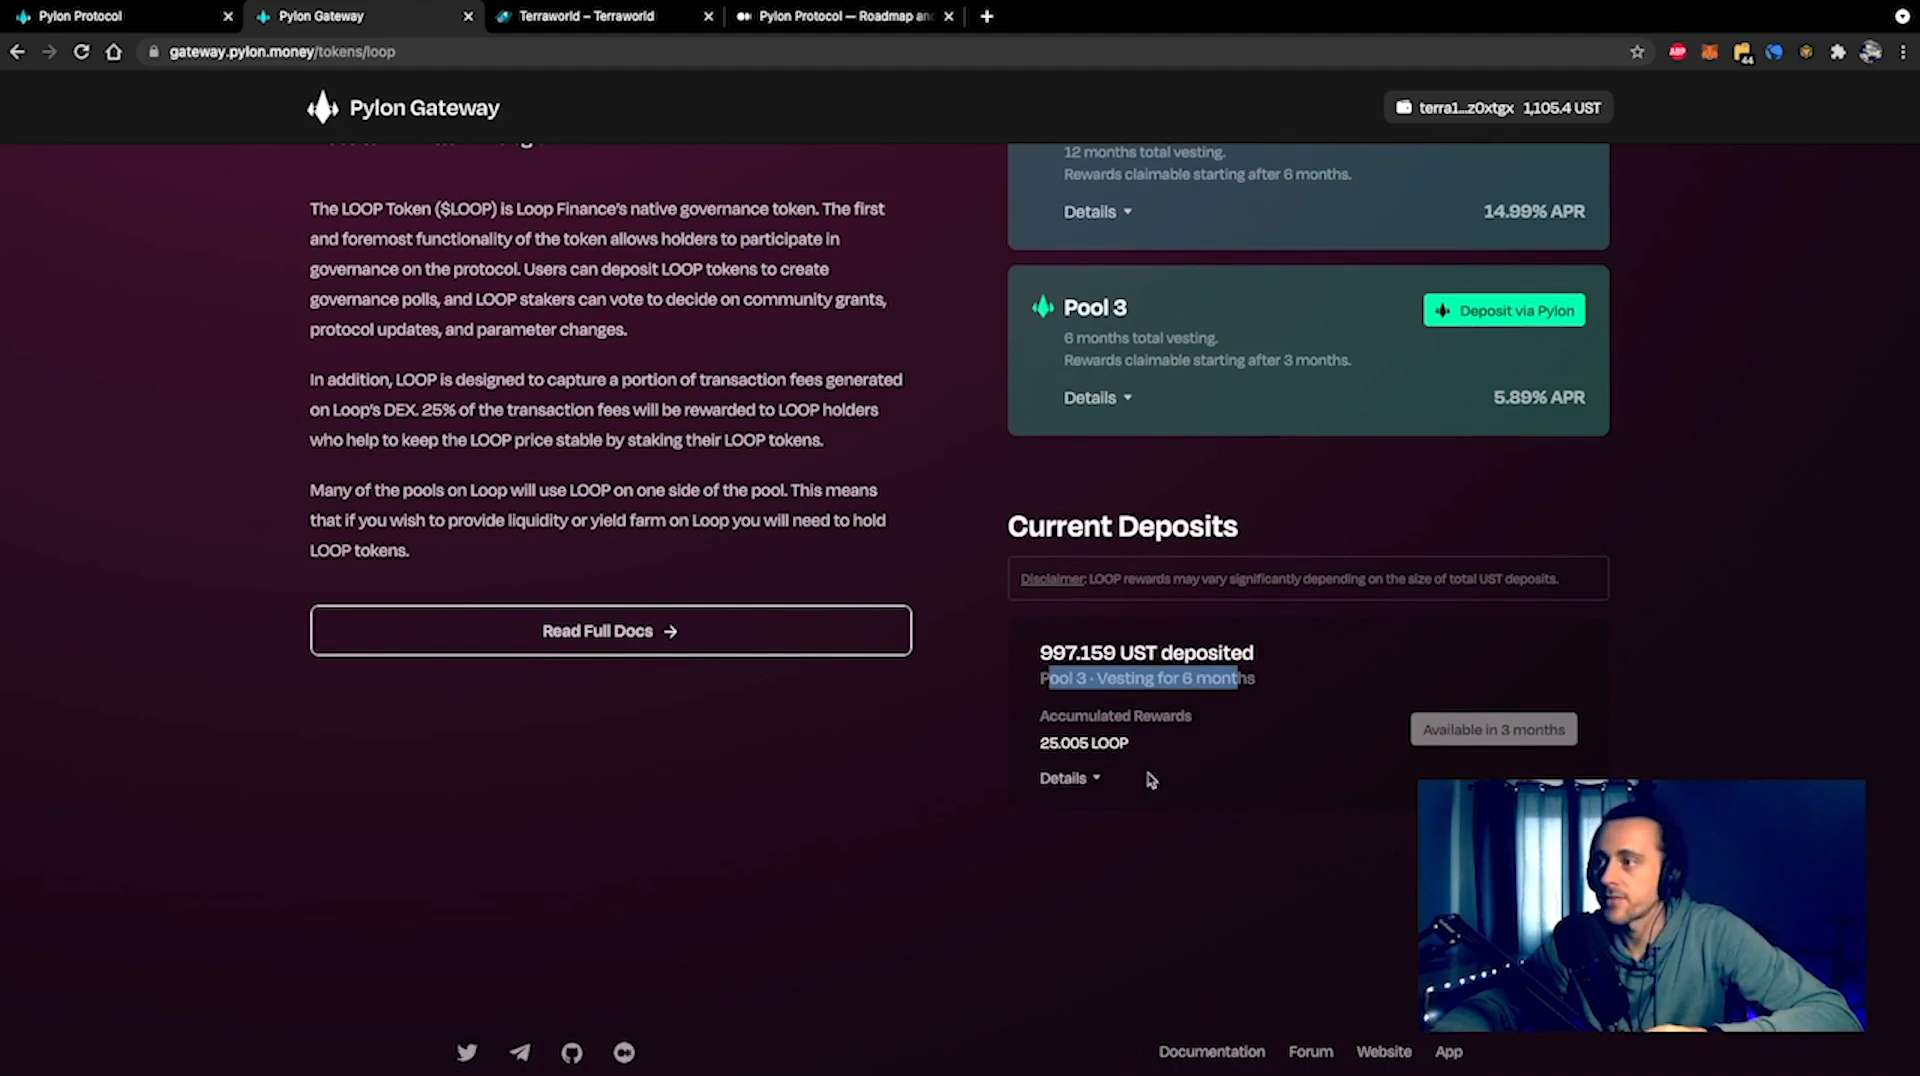 Pylon Protocol
Pylon Gateway
Terraworld – Terraworld
Pylon Protocol — Roadmap an
gateway.pylon.money/tokens/loop
ABP
44
Pylon Gateway
terra1...z0xtgx 1,105.4 UST
The LOOP Token ($LOOP) is Loop Finance's native governance token. The first
and foremost functionality of the token allows holders to participate in
governance on the protocol. Users can deposit LOOP tokens to create
governance polls, and LOOP stakers can vote to decide on community grants,
protocol updates, and parameter changes.
In addition, LOOP is designed to capture a portion of transaction fees generated
on Loop's DEX. 25% of the transaction fees will be rewarded to LOOP holders
who help to keep the LOOP price stable by staking their LOOP tokens.
Many of the pools on Loop will use LOOP on one side of the pool. This means
that if you wish to provide liquidity or yield farm on Loop you will need to hold
LOOP tokens.
Read Full Docs →
12 months total vesting.
Rewards claimable starting after 6 months.
Details
14.99% APR
Pool 3
Deposit via Pylon
6 months total vesting.
Rewards claimable starting after 3 months.
Details
5.89% APR
Current Deposits
Disclaimer: LOOP rewards may vary significantly depending on the size of total UST deposits.
997.159 UST deposited
Pool 3 · Vesting for 6 months
Accumulated Rewards
25.005 LOOP
Available in 3 months
Details
Documentation
Forum
Website
App